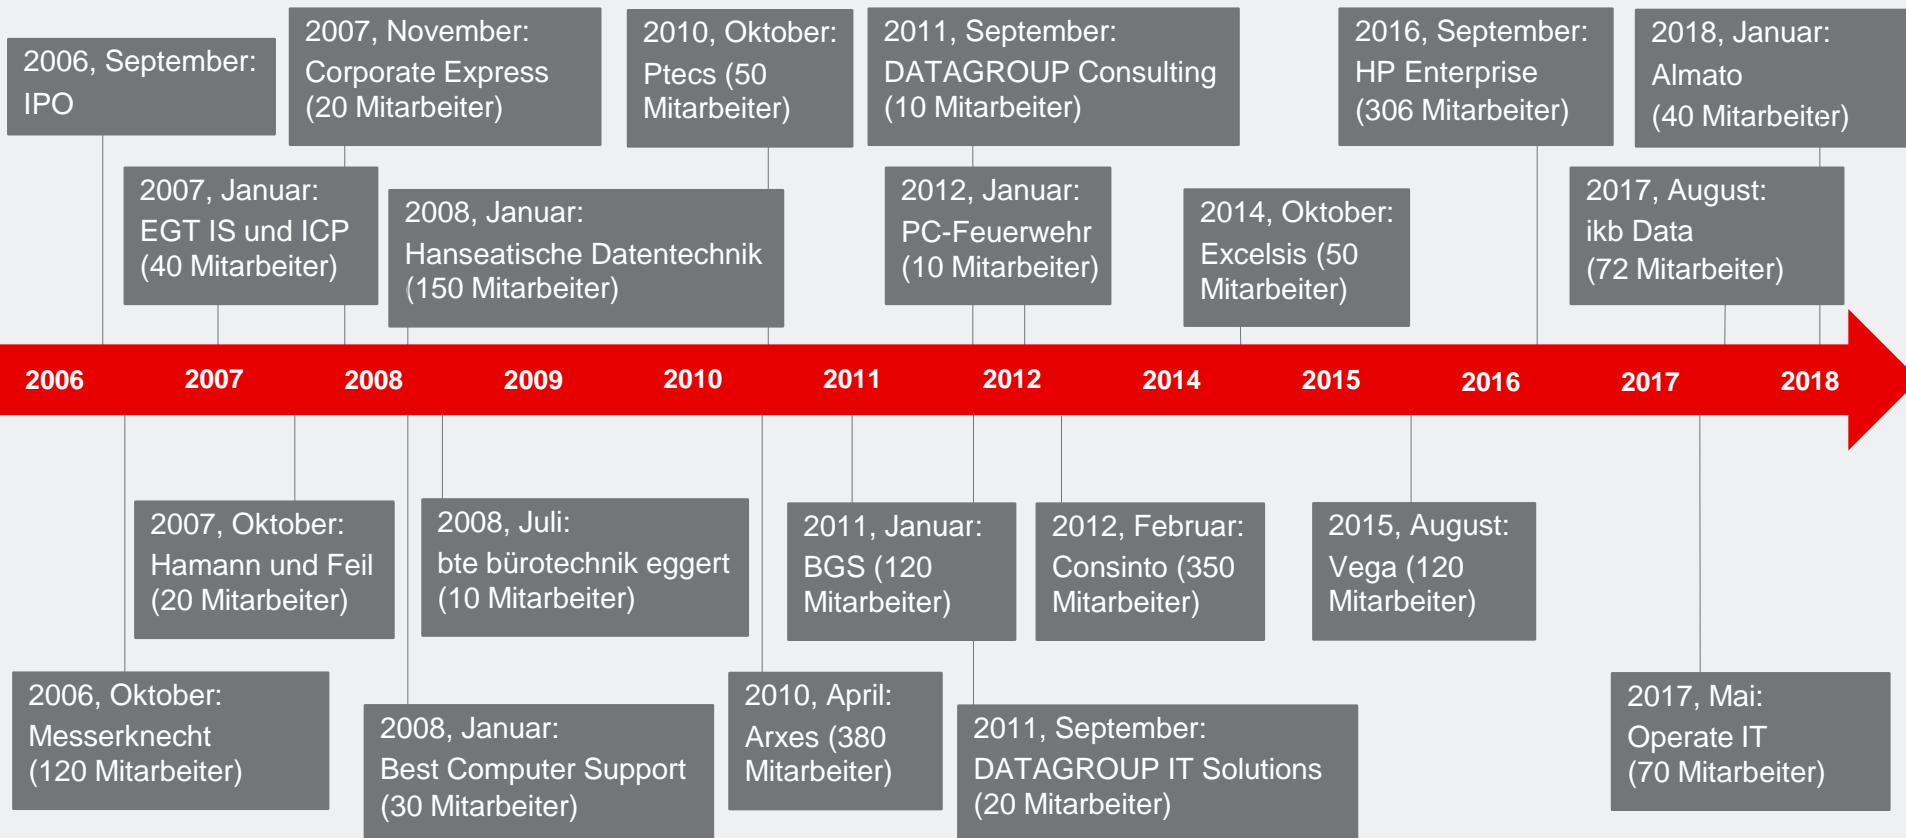 2006, September:
IPO
2007, November:
Corporate Express
(20 Mitarbeiter)
2010, Oktober:
Ptecs (50
Mitarbeiter)
2011, September:
DATAGROUP Consulting
(10 Mitarbeiter)
2016, September:
HP Enterprise
(306 Mitarbeiter)
2018, Januar:
Almato
(40 Mitarbeiter)
2007, Januar:
EGT IS und ICP
(40 Mitarbeiter)
2008, Januar:
Hanseatische Datentechnik
(150 Mitarbeiter)
2012, Januar:
PC-Feuerwehr
(10 Mitarbeiter)
2014, Oktober:
Excelsis (50
Mitarbeiter)
2017, August:
ikb Data
(72 Mitarbeiter)
2006 2007 2008 2009 2010 2011 2012 2014 2015 2016 2017 2018
2007, Oktober:
Hamann und Feil
(20 Mitarbeiter)
2008, Juli:
bte bürotechnik eggert
(10 Mitarbeiter)
2011, Januar:
BGS (120
Mitarbeiter)
2012, Februar:
Consinto (350
Mitarbeiter)
2015, August:
Vega (120
Mitarbeiter)
2006, Oktober:
Messerknecht
(120 Mitarbeiter)
2008, Januar:
Best Computer Support
(30 Mitarbeiter)
2010, April:
Arxes (380
Mitarbeiter)
2011, September:
DATAGROUP IT Solutions
(20 Mitarbeiter)
2017, Mai:
Operate IT
(70 Mitarbeiter)